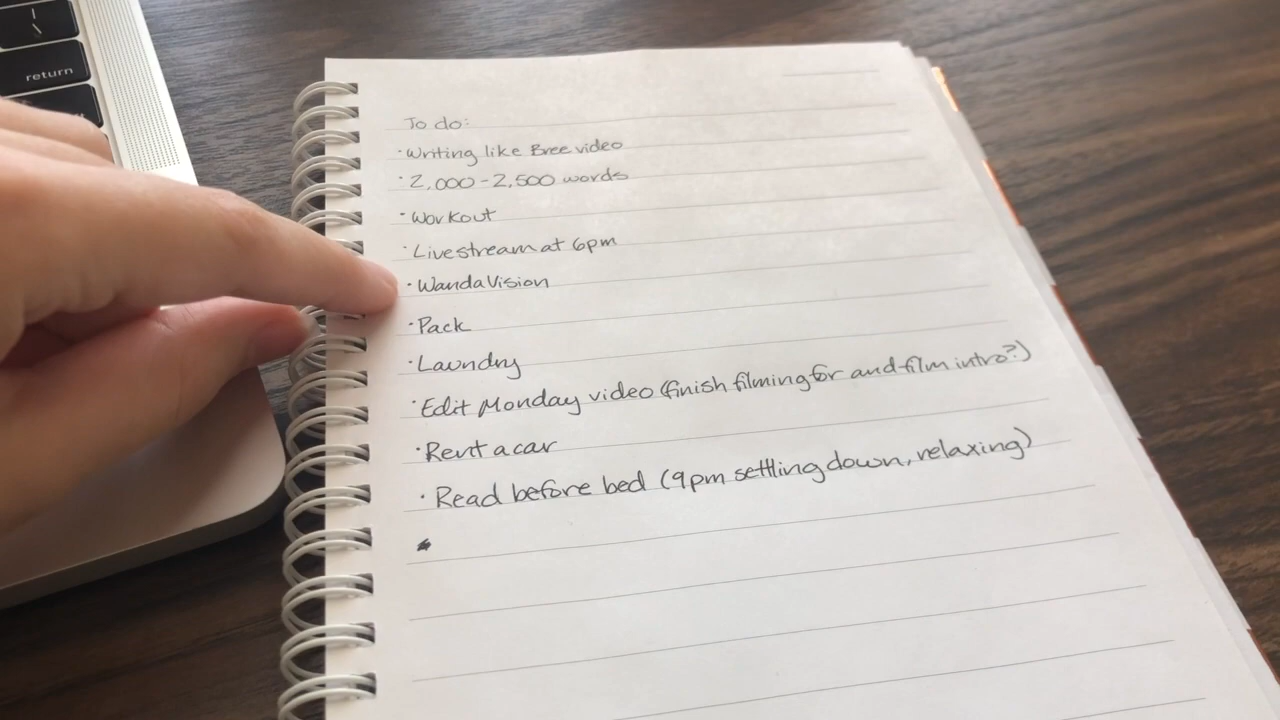 return
To do:
· Writing like Bree video
· 2,000-2,500 words
· Workout
· Livestream at 6pm
· WandaVision
· Pack
· Laundry
· Edit Monday video (finish filming for and film intro?)
· Rent a car
· Read before bed (9pm settling down, relaxing)